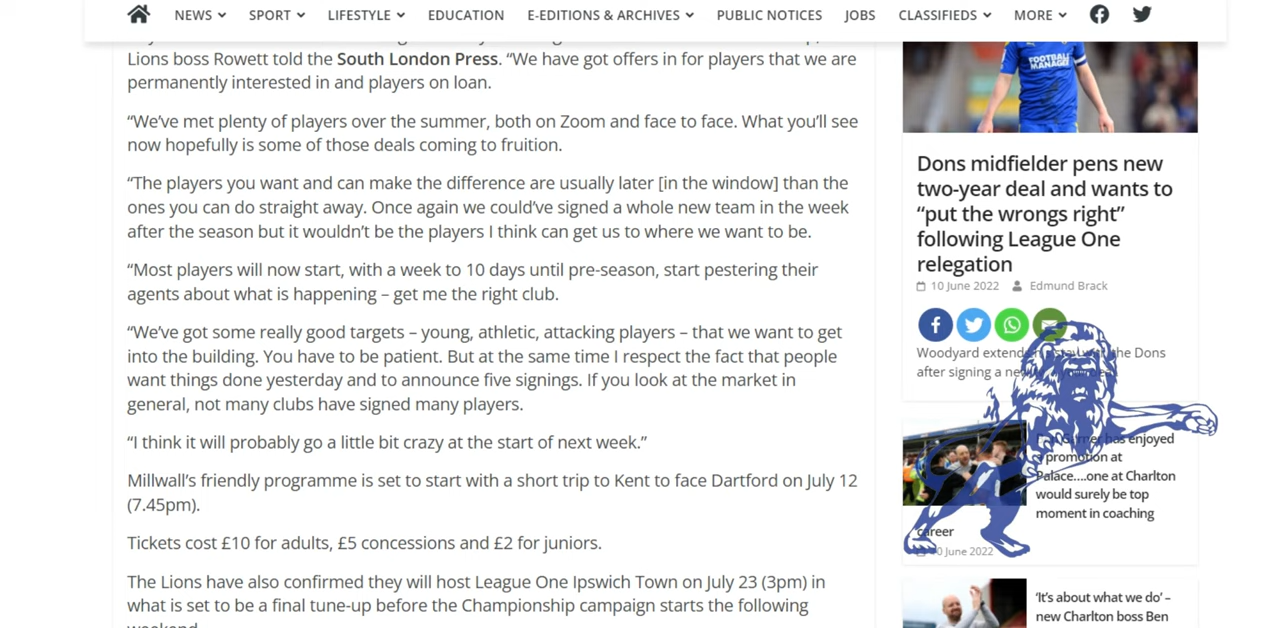 NEWS SPORT LIFESTYLE EDUCATION E-EDITIONS & ARCHIVES PUBLIC NOTICES JOBS CLASSIFIEDS MORE
Lions boss Rowett told the South London Press. “We have got offers in for players that we are
permanently interested in and players on loan.
“We’ve met plenty of players over the summer, both on Zoom and face to face. What you’ll see
now hopefully is some of those deals coming to fruition.
“The players you want and can make the difference are usually later [in the window] than the
ones you can do straight away. Once again we could’ve signed a whole new team in the week
after the season but it wouldn’t be the players I think can get us to where we want to be.
“Most players will now start, with a week to 10 days until pre-season, start pestering their
agents about what is happening – get me the right club.
“We’ve got some really good targets – young, athletic, attacking players – that we want to get
into the building. You have to be patient. But at the same time I respect the fact that people
want things done yesterday and to announce five signings. If you look at the market in
general, not many clubs have signed many players.
“I think it will probably go a little bit crazy at the start of next week.”
Millwall’s friendly programme is set to start with a short trip to Kent to face Dartford on July 12
(7.45pm).
Tickets cost £10 for adults, £5 concessions and £2 for juniors.
The Lions have also confirmed they will host League One Ipswich Town on July 23 (3pm) in
what is set to be a final tune-up before the Championship campaign starts the following
weekend
FOOTBALL
MANAGER
Dons midfielder pens new
two-year deal and wants to
“put the wrongs right”
following League One
relegation
10 June 2022 Edmund Brack
Woodyard the Dons
after signing a
has enjoyed
a promotion at
Palace....one at Charlton
would surely be top
moment in coaching
career
10 June 2022
‘It’s about what we do’ –
new Charlton boss Ben